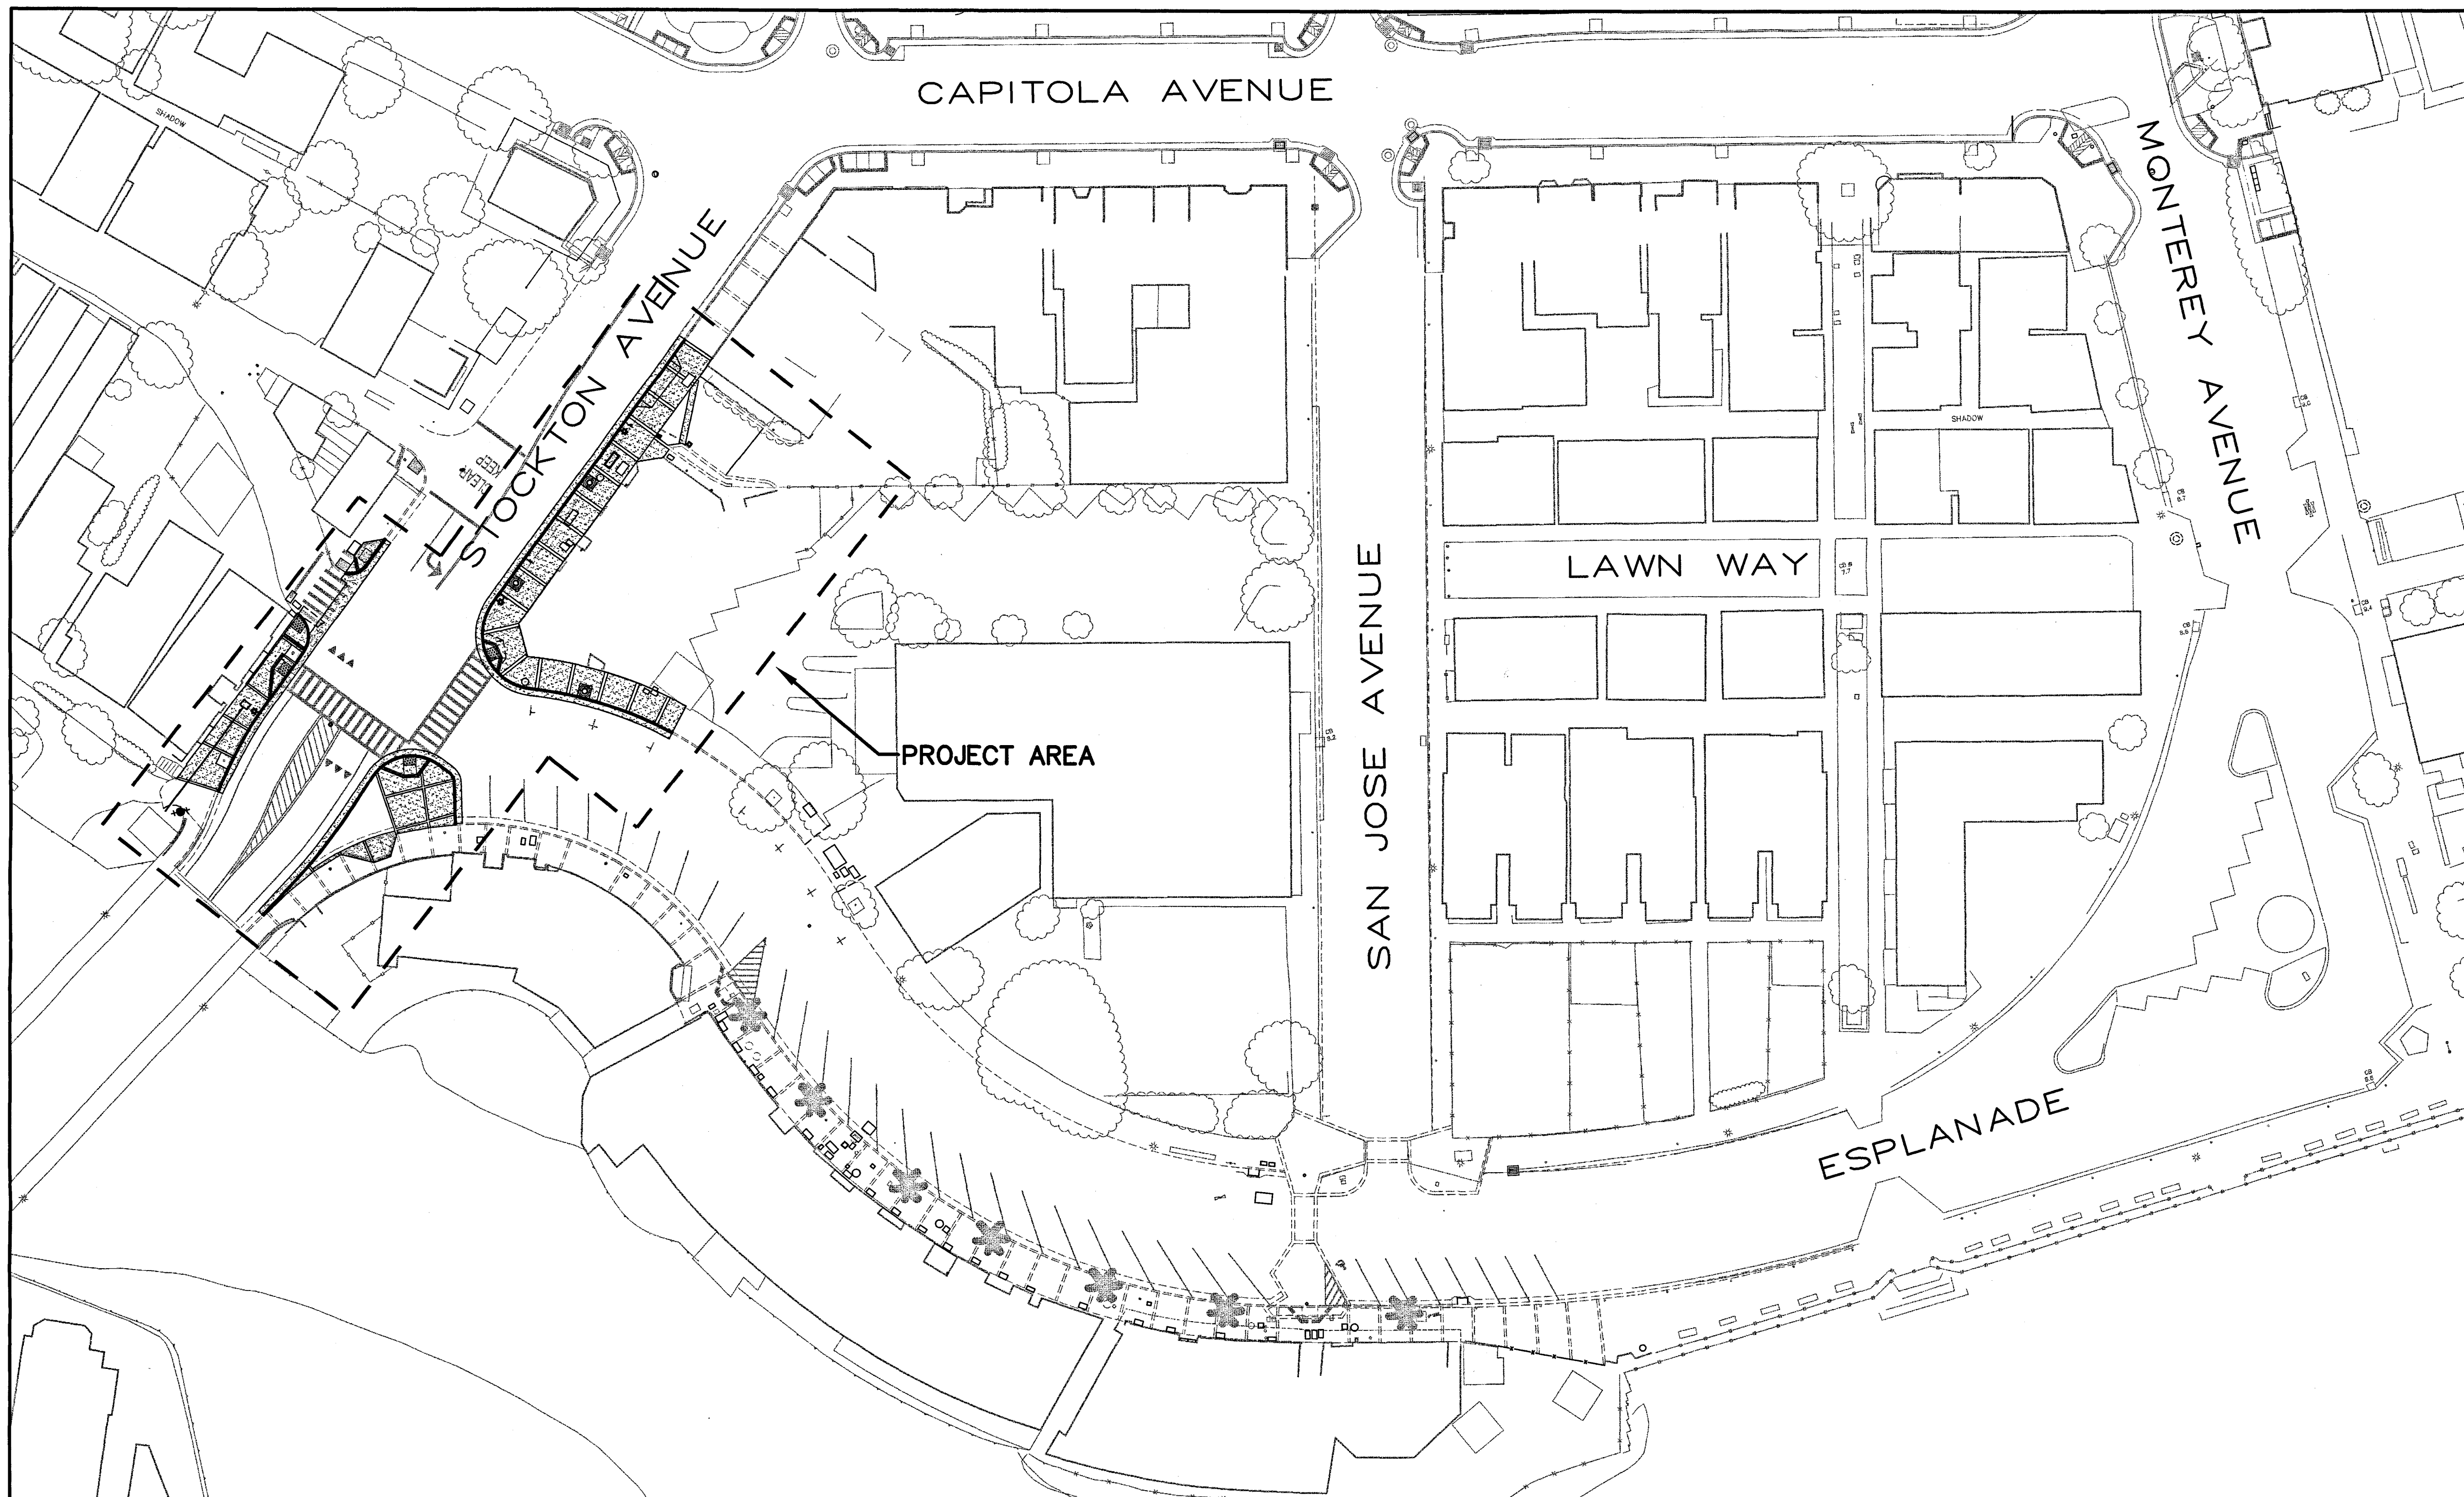 CAPITOLA AVENUE
SHADOW
MONTEREY AVENUE
STOCKTON AVENUE
SHADOW
KEEP
CLEAR
LAWN WAY
SAN JOSE AVENUE
PROJECT AREA
ESPLANADE